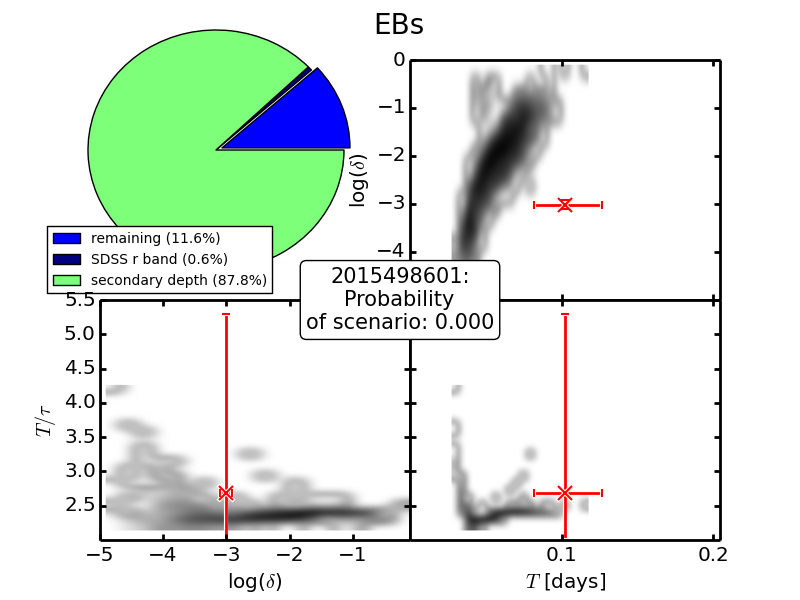 EBs
remaining (11.6%)
SDSS r band (0.6%)
secondary depth (87.8%)
log(δ)
0
−1
−2
−3
−4
2015498601:
Probability
of scenario: 0.000
T/τ
5.5
5.0
4.5
4.0
3.5
3.0
2.5
−5 −4 −3 −2 −1
log(δ)
0.1 0.2
T [days]